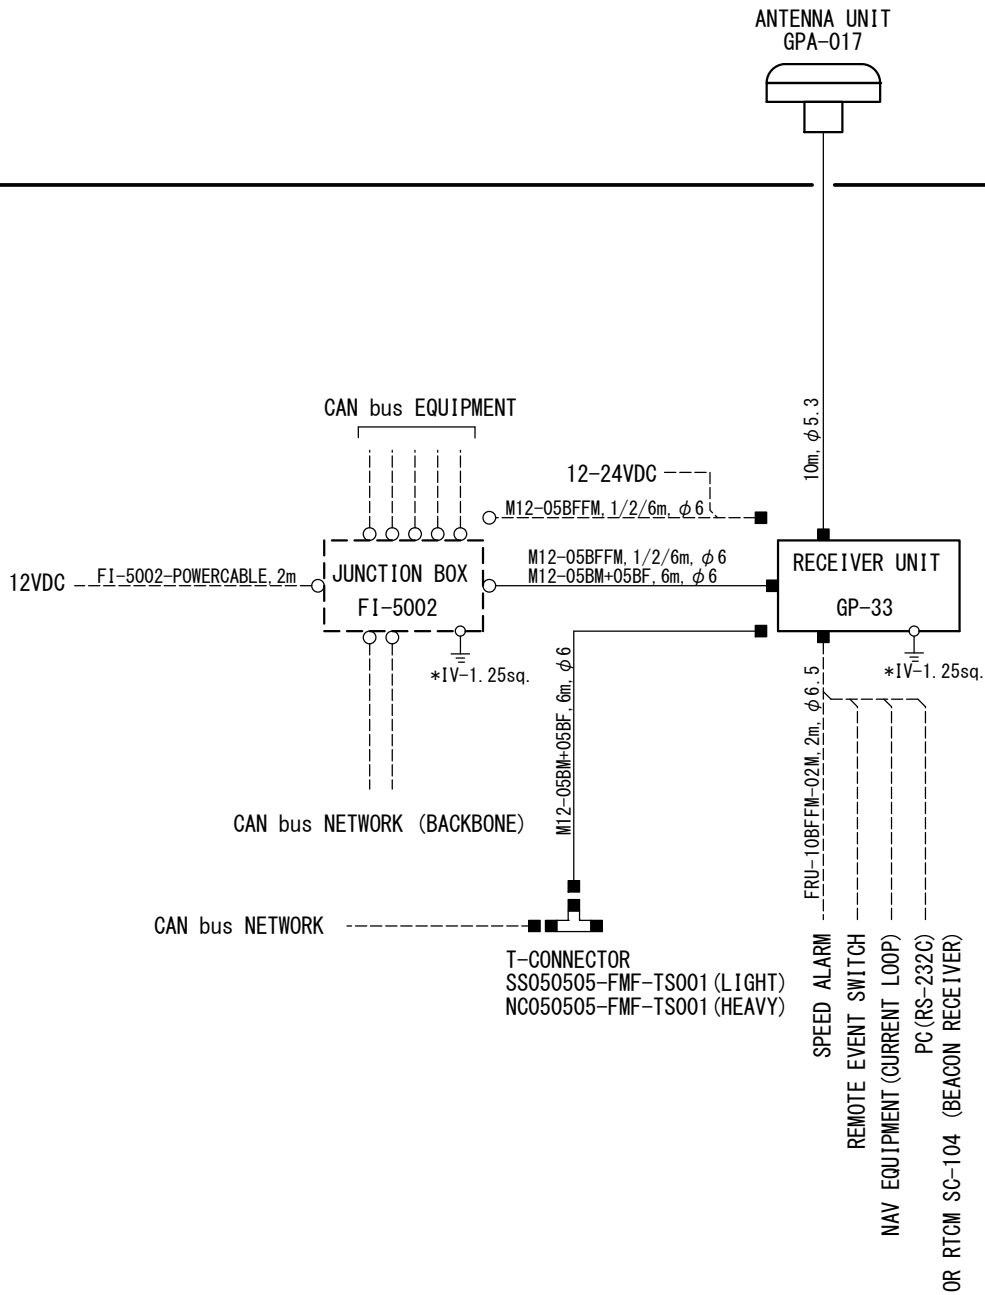 ANTENNA UNIT
GPA-017
10m, φ5.3
CAN bus EQUIPMENT
12-24VDC
M12-05BFFM, 1/2/6m, φ6
M12-05BFFM, 1/2/6m, φ6
M12-05BM+05BF, 6m, φ6
12VDC
FI-5002-POWERCABLE, 2m
JUNCTION BOX
FI-5002
RECEIVER UNIT
GP-33
*IV-1.25sq.
*IV-1.25sq.
M12-05BM+05BF, 6m, φ6
FRU-10BFFM-02M, 2m, φ6.5
CAN bus NETWORK (BACKBONE)
CAN bus NETWORK
T-CONNECTOR
SS050505-FMF-TS001(LIGHT)
NC050505-FMF-TS001(HEAVY)
SPEED ALARM
REMOTE EVENT SWITCH
NAV EQUIPMENT(CURRENT LOOP)
PC(RS-232C)
OR RTCM SC-104 (BEACON RECEIVER)